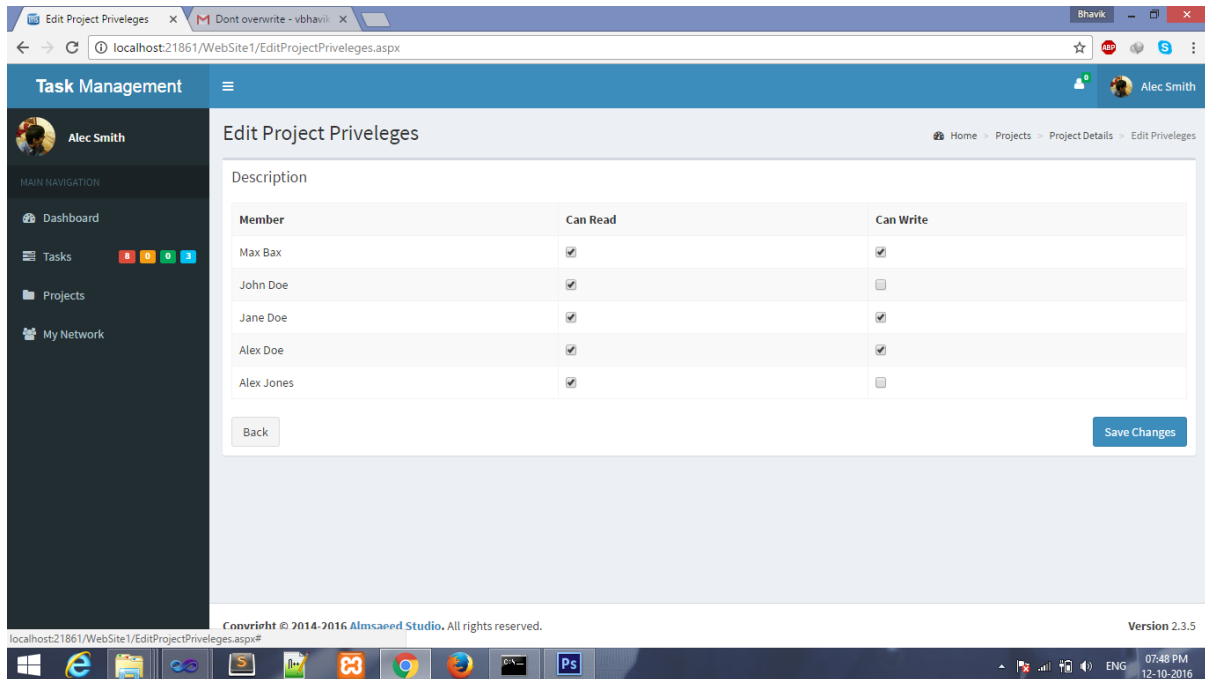 Edit Project Priveleges
Dont overwrite - vbhavik
Bhavik
localhost:21861/WebSite1/EditProjectPriveleges.aspx
ABP
S
Task Management
0
Alec Smith
Alec Smith
Edit Project Priveleges
Home > Projects > Project Details > Edit Priveleges
MAIN NAVIGATION
Dashboard
Tasks 8 0 0 3
Projects
My Network
Description
Member Can Read Can Write
Max Bax
John Doe
Jane Doe
Alex Doe
Alex Jones
Back
Save Changes
Copyright © 2014-2016 Almsaeed Studio. All rights reserved.
Version 2.3.5
localhost:21861/WebSite1/EditProjectPriveleges.aspx#
S
Ps
ENG
07:48 PM
12-10-2016